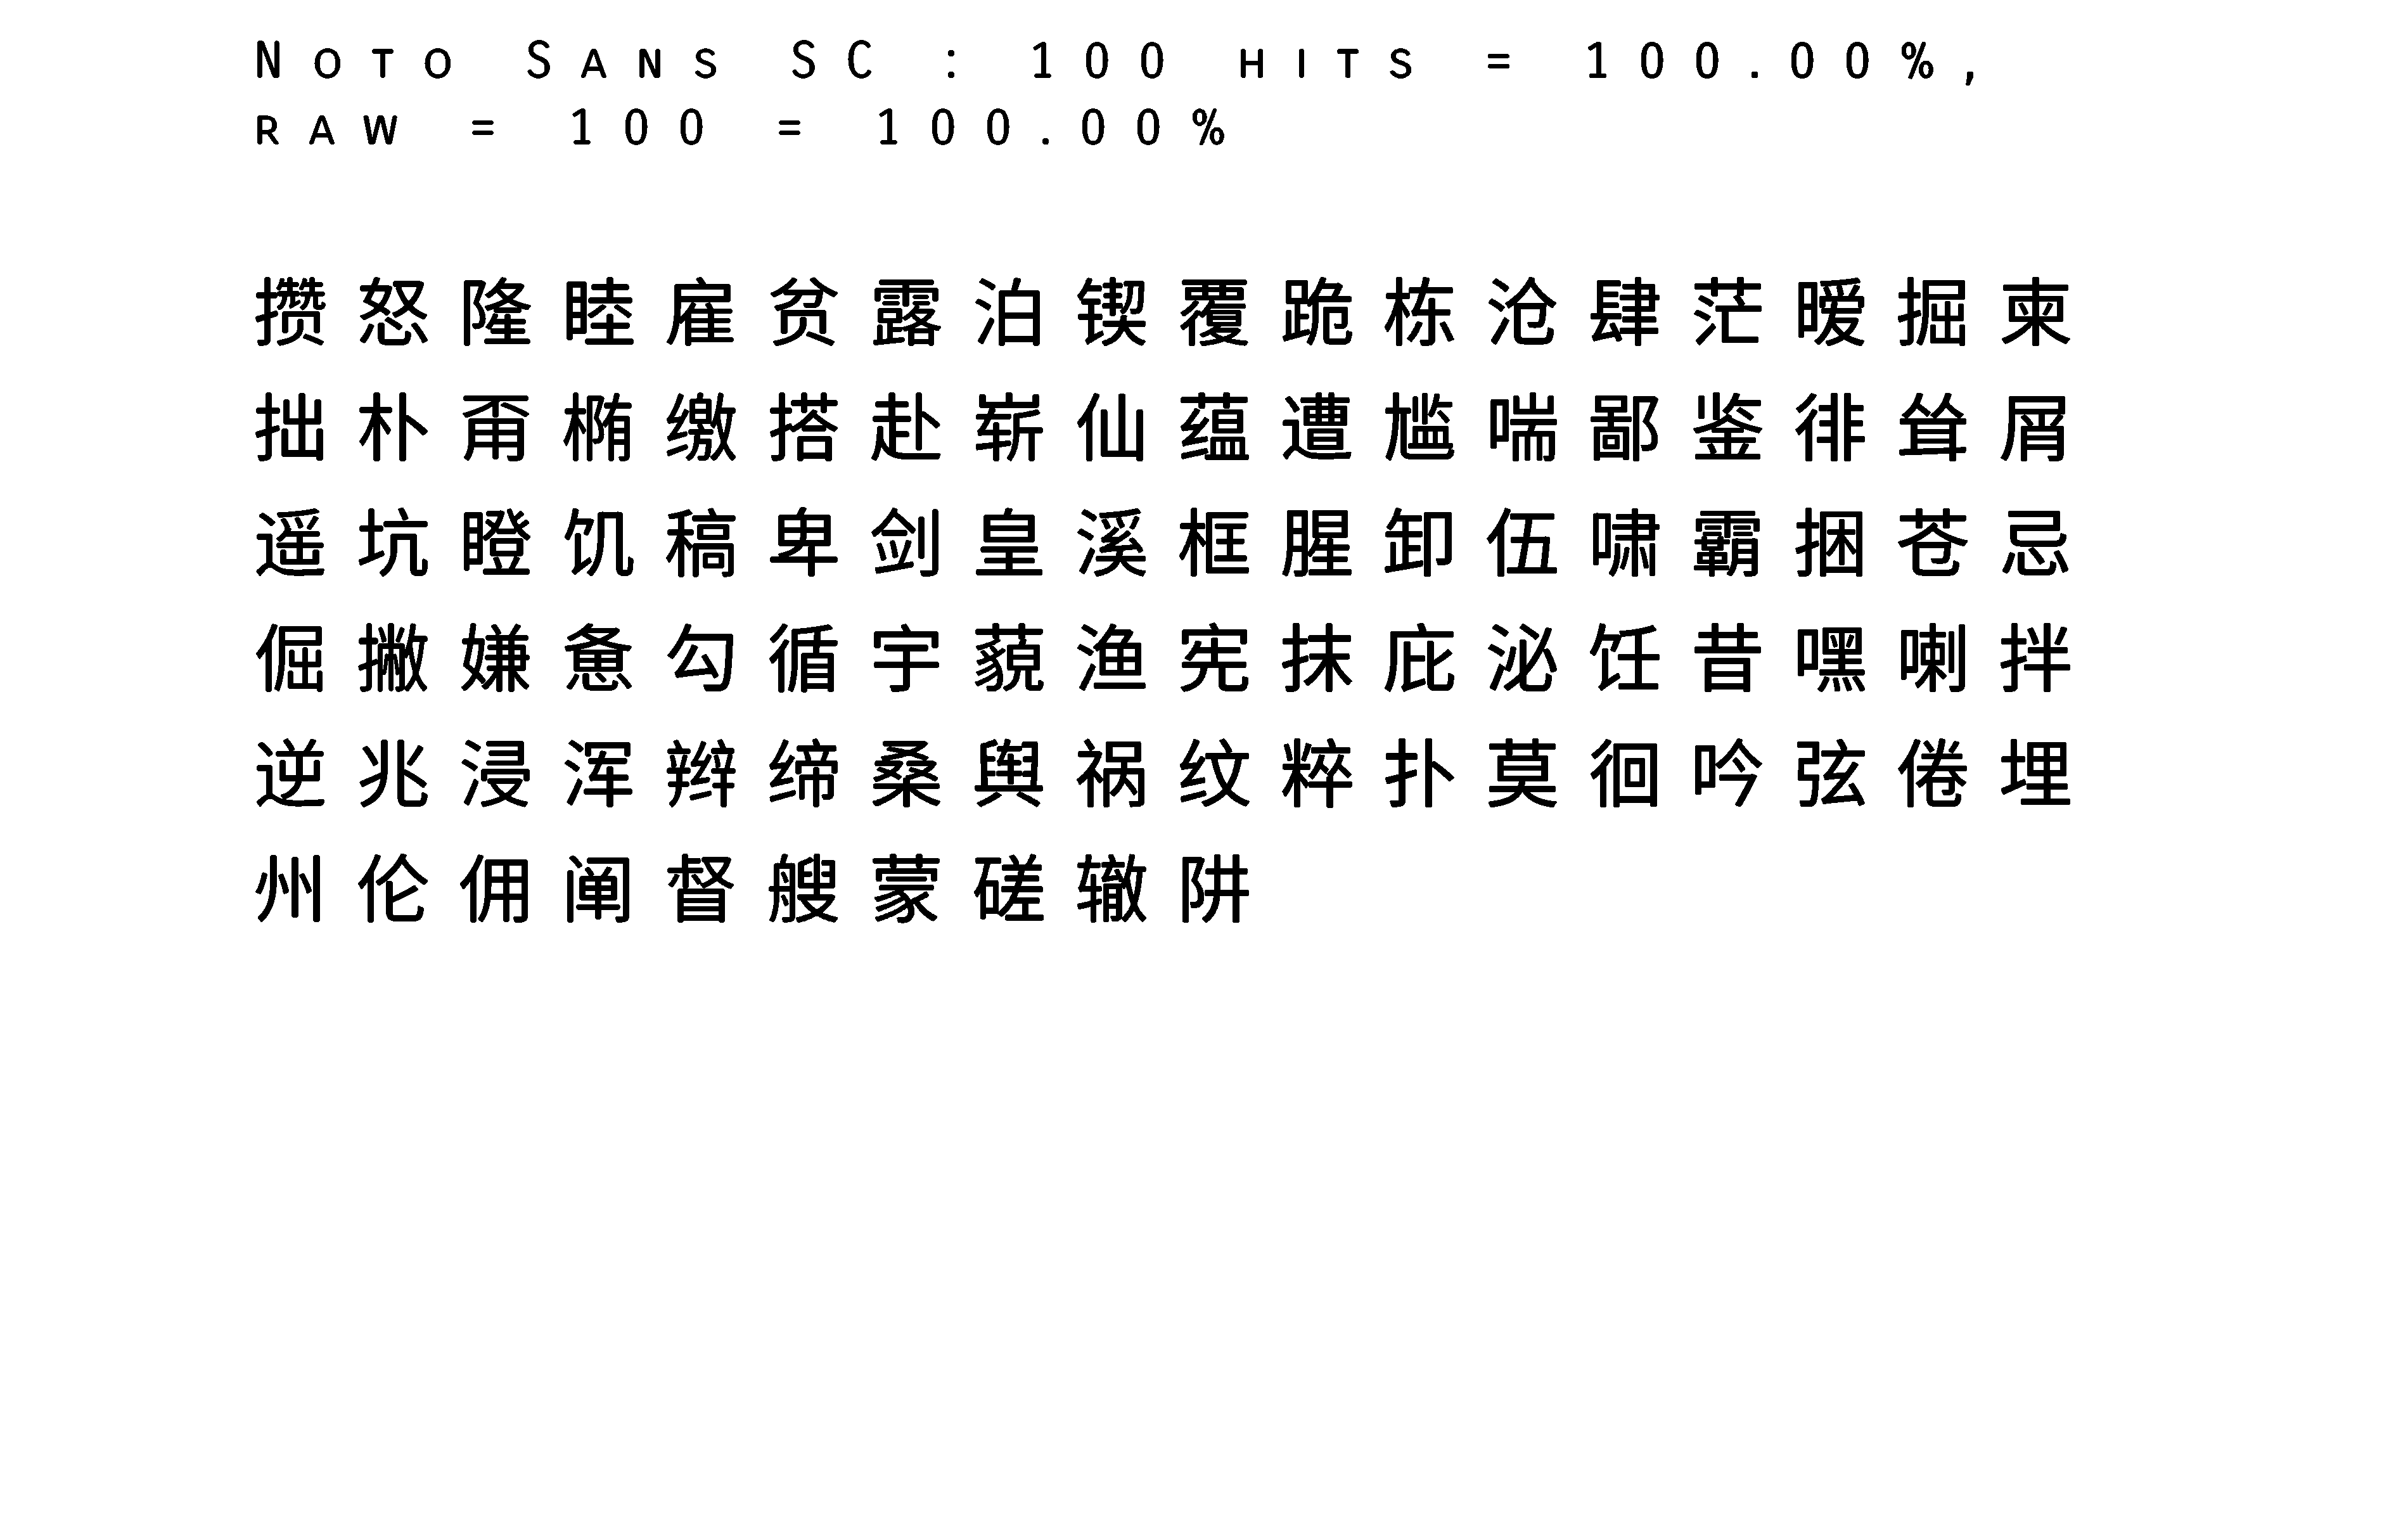 Noto Sans SC : 100 hits = 100.00%,
raw = 100 = 100.00%
攒怒隆睦雇贫露泊锲覆跪栋沧肆茫暧掘柬
拙朴甭椭缴搭赴崭仙蕴遭尴喘鄙鉴徘耸屑
遥坑瞪饥稿卑剑皇溪框腥卸伍啸霸捆苍忌
倔撇嫌惫勾循宇藐渔宪抹庇泌饪昔嘿喇拌
逆兆浸浑辫缔桑舆祸纹粹扑莫徊吟弦倦埋
州伦佣阐督艘蒙磋辙阱